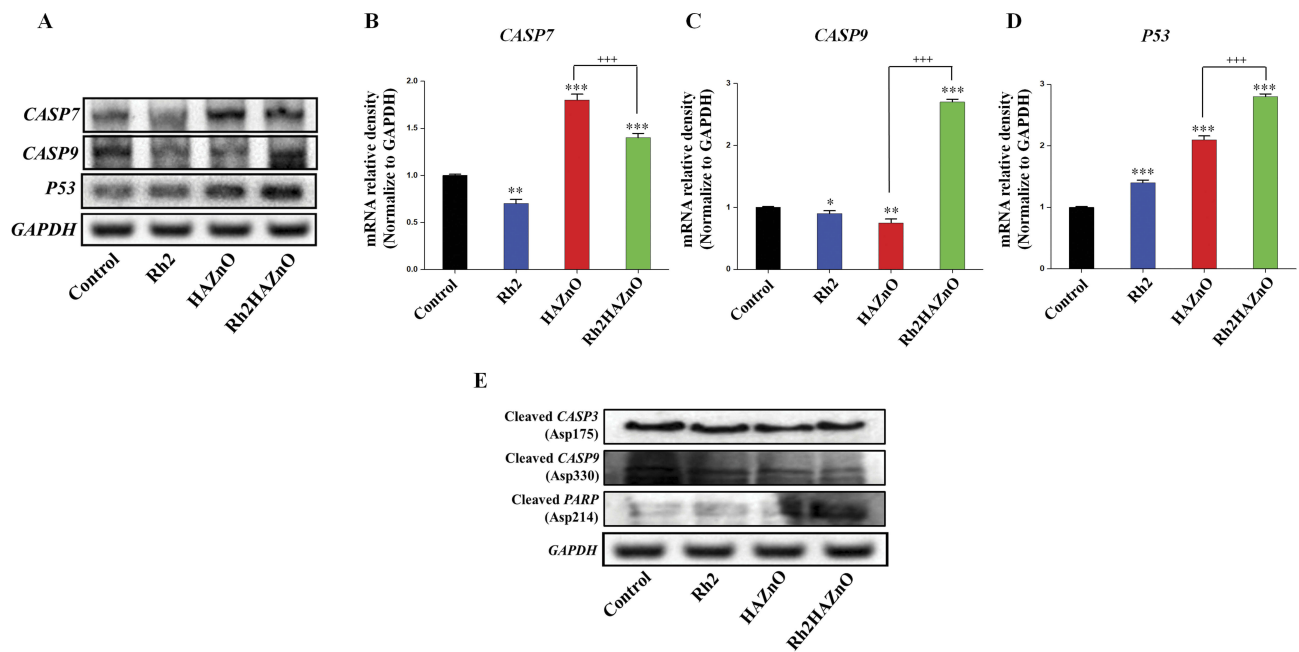 A
CASP7
CASP9
P53
GAPDH
Control
Rh2
HAZnO
Rh2HAZnO
B
CASP7
mRNA relative density
(Normalize to GAPDH)
2.0
1.5
1.0
0.5
0.0
**
***
+++
***
Control
Rh2
HAZnO
Rh2HAZnO
C
CASP9
mRNA relative density
(Normalize to GAPDH)
3
2
1
0
*
**
+++
***
Control
Rh2
HAZnO
Rh2HAZnO
D
P53
mRNA relative density
(Normalize to GAPDH)
3
2
1
0
***
***
+++
***
Control
Rh2
HAZnO
Rh2HAZnO
E
Cleaved CASP3
(Asp175)
Cleaved CASP9
(Asp330)
Cleaved PARP
(Asp214)
GAPDH
Control
Rh2
HAZnO
Rh2HAZnO